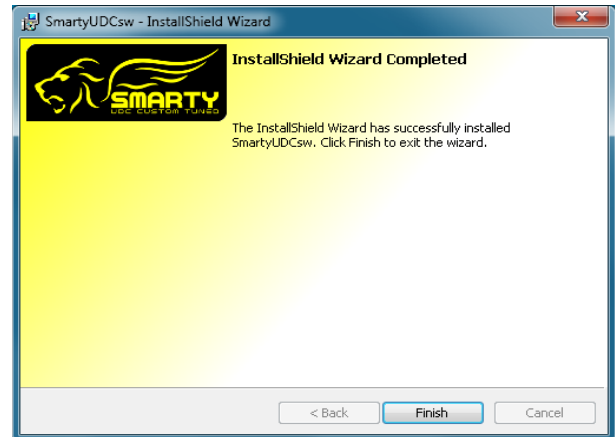 SmartyUDCsw - InstallShield Wizard
InstallShield Wizard Completed
SMARTY
UDC CUSTOM TUNED
The InstallShield Wizard has successfully installed
SmartyUDCsw. Click Finish to exit the wizard.
< Back
Finish
Cancel